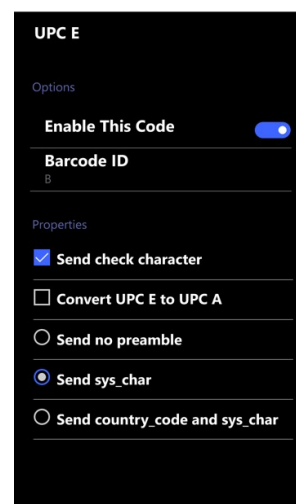 UPC E
Options
Enable This Code
Barcode ID
B
Properties
Send check character
Convert UPC E to UPC A
Send no preamble
Send sys_char
Send country_code and sys_char